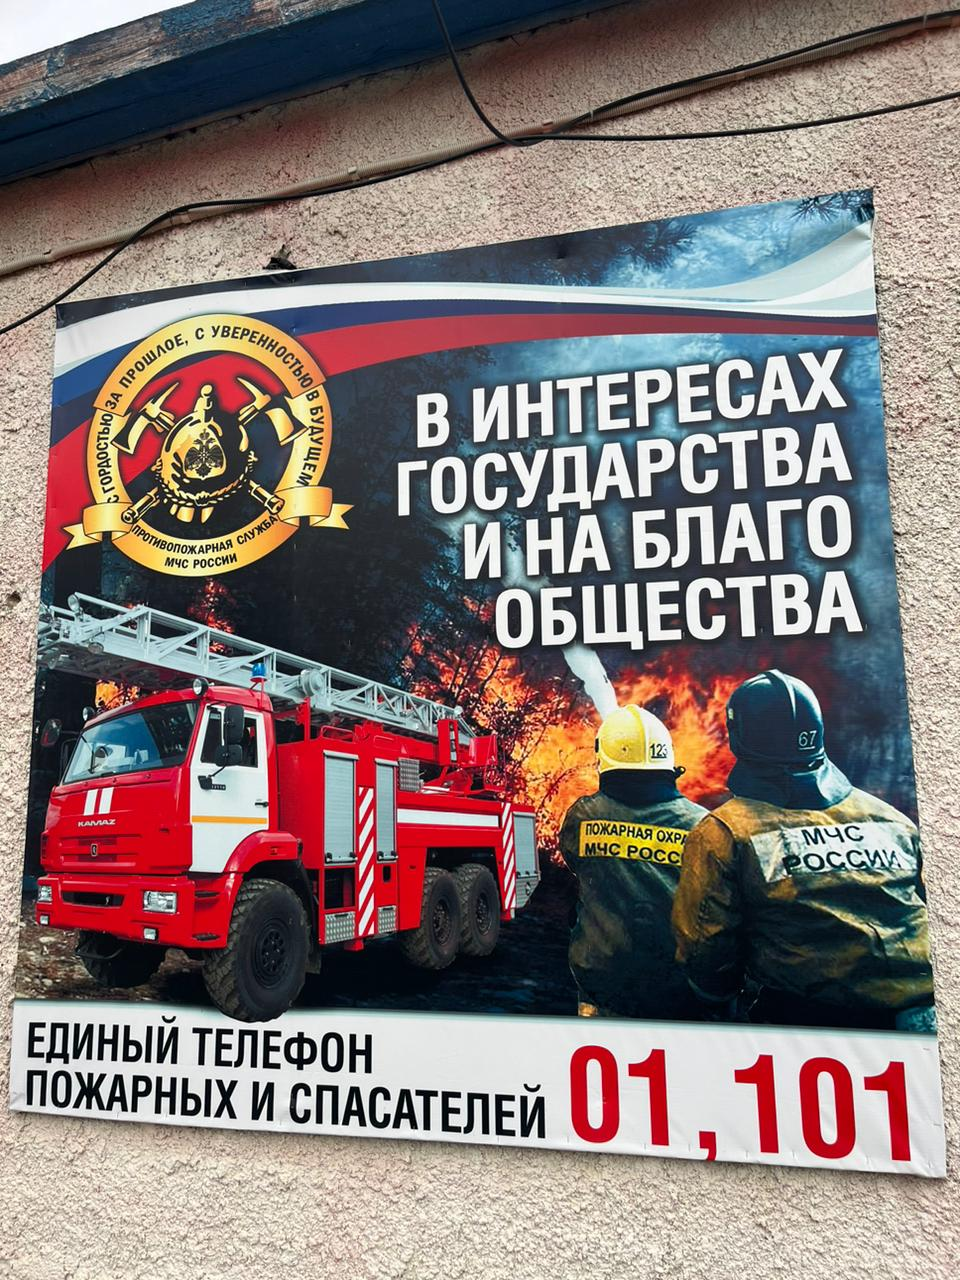 С ГОРДОСТЬЮ ЗА ПРОШЛОЕ, С УВЕРЕННОСТЬЮ В БУДУЩЕМ
ПРОТИВОПОЖАРНАЯ СЛУЖБА
МЧС РОССИИ
В ИНТЕРЕСАХ
ГОСУДАРСТВА
И НА БЛАГО
ОБЩЕСТВА
KAMAZ
123
67
ПОЖАРНАЯ ОХРА
МЧС РОСС
МЧС
РОССИИ
ЕДИНЫЙ ТЕЛЕФОН
ПОЖАРНЫХ И СПАСАТЕЛЕЙ
01, 101